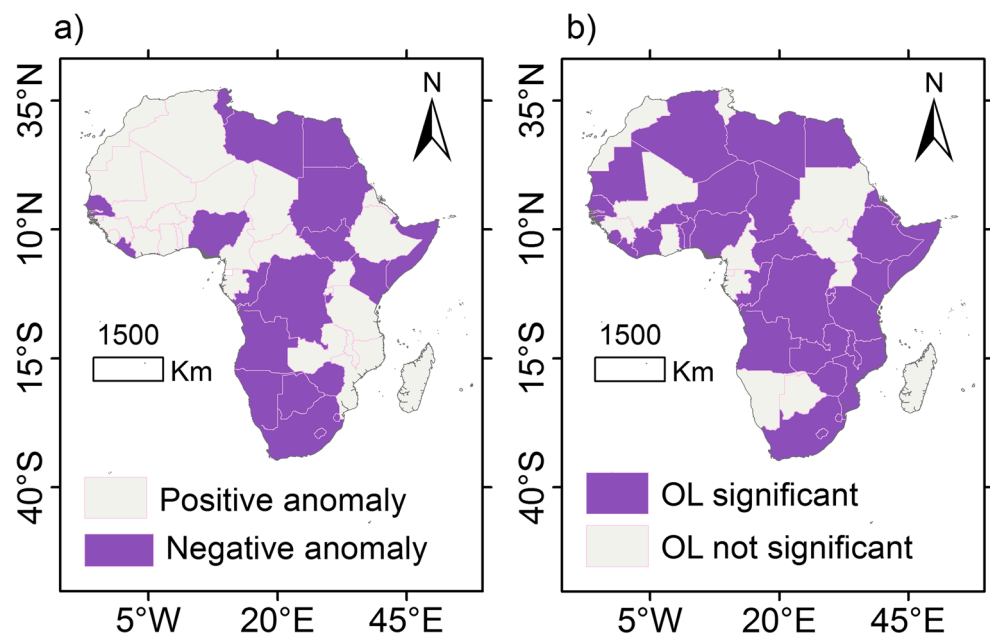 a)
b)
N
N
35°N
10°N
15°S
40°S
35°N
10°N
15°S
40°S
1500
Km
1500
Km
Positive anomaly
Negative anomaly
OL significant
OL not significant
5°W
20°E
45°E
5°W
20°E
45°E